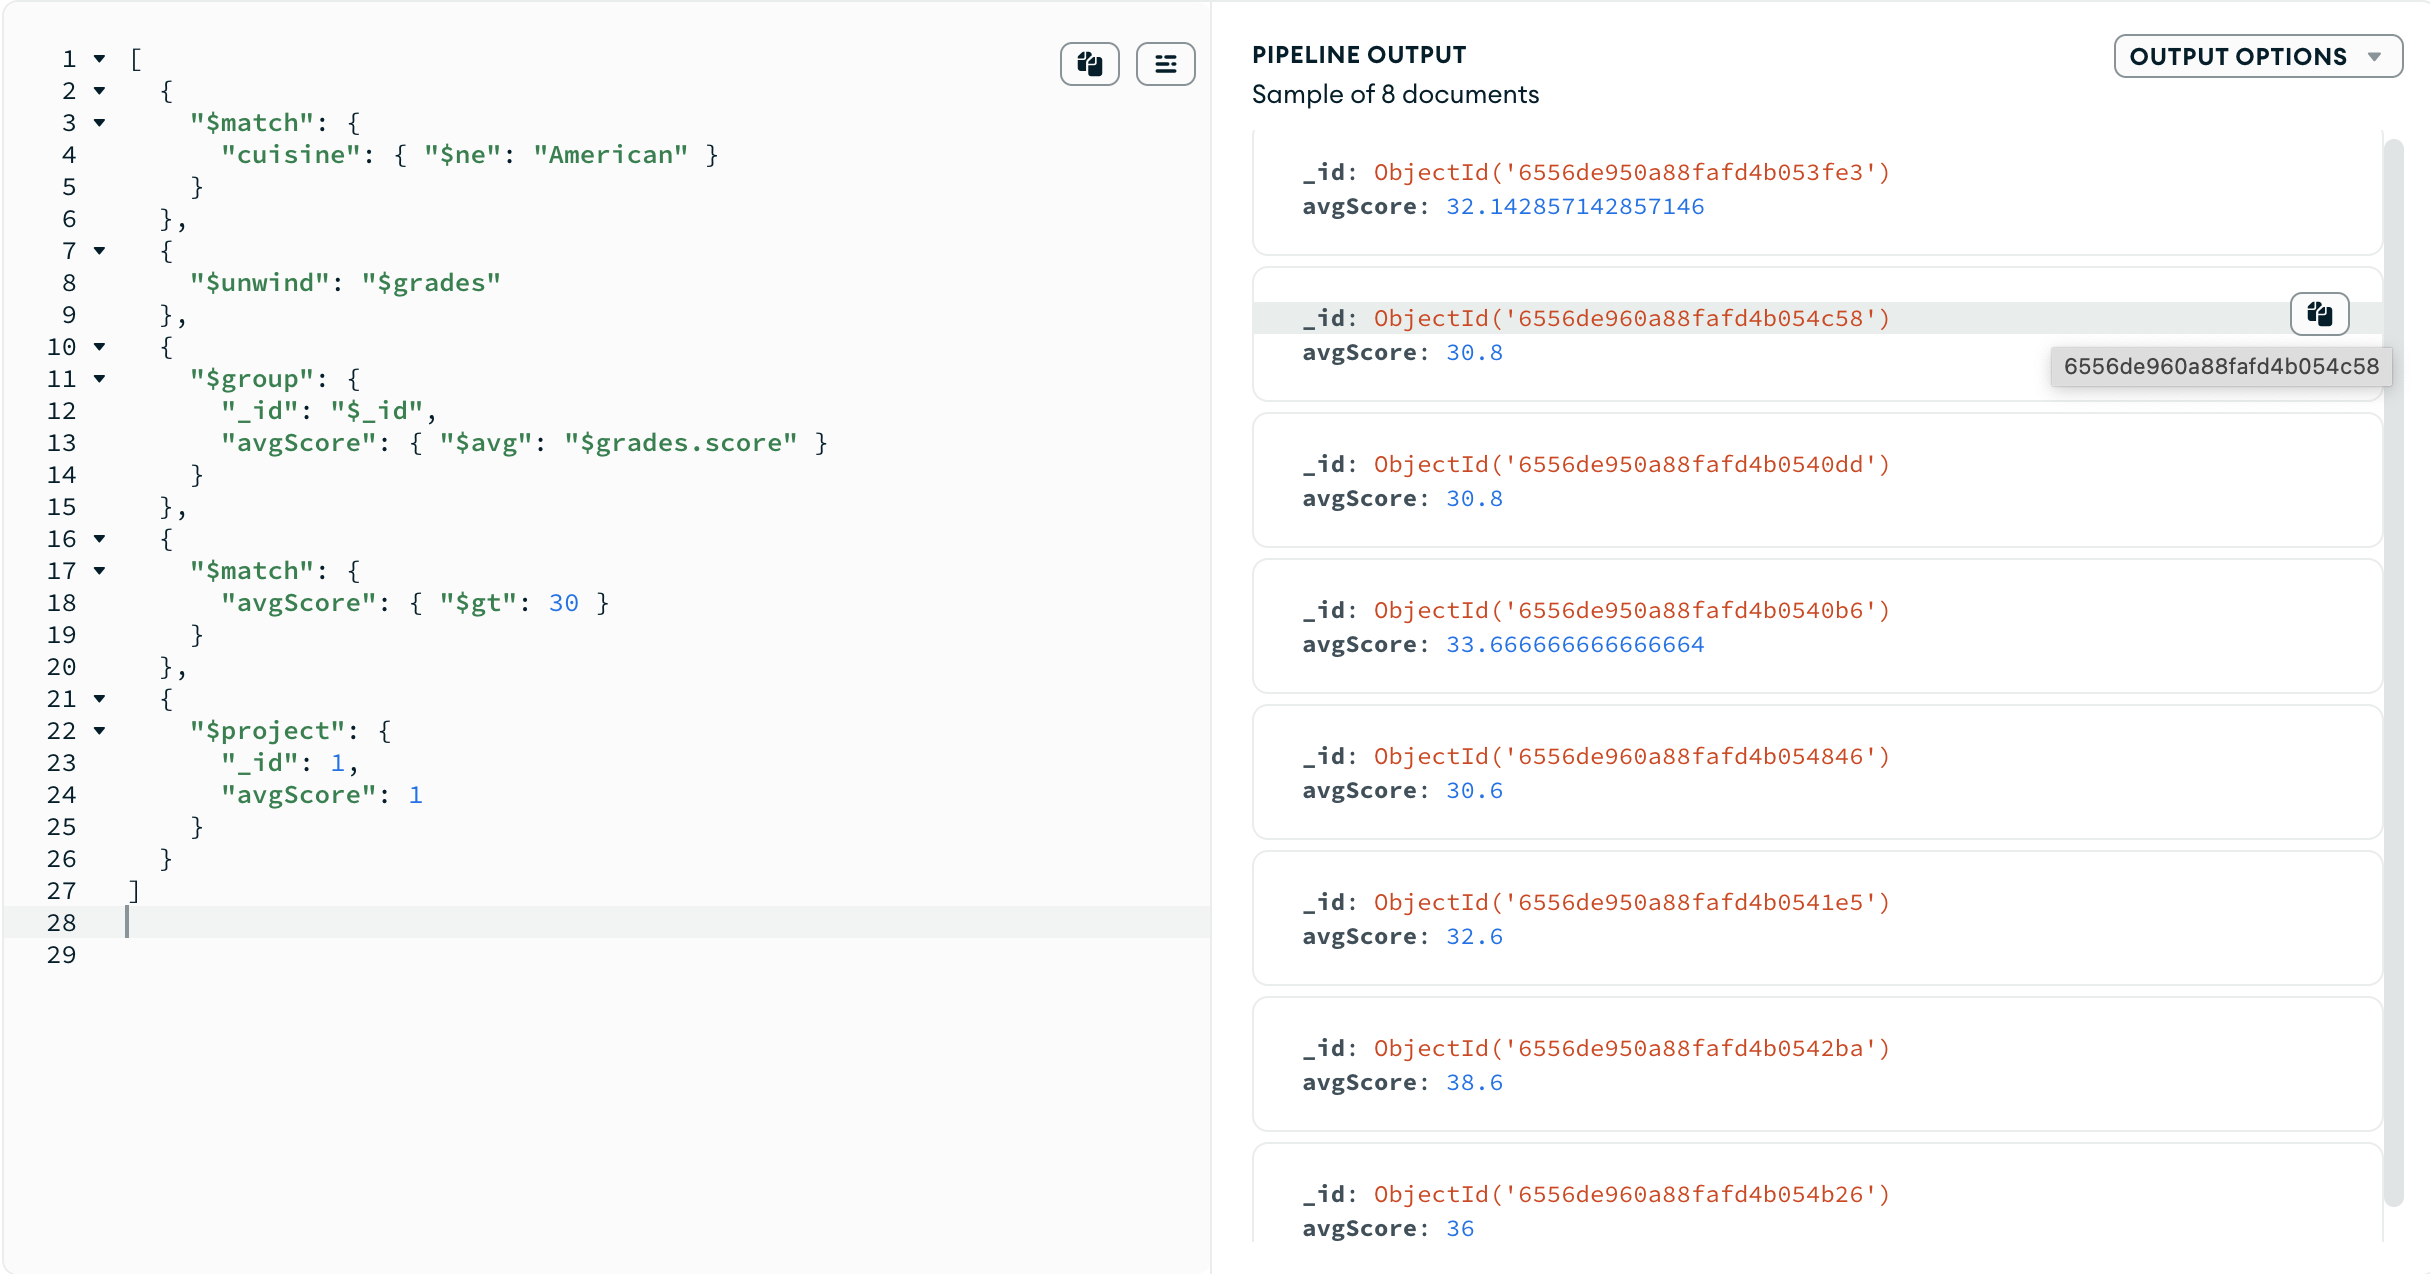 1 [
2 {
3 "$match": {
4 "cuisine": { "$ne": "American" }
5 }
6 },
7 {
8 "$unwind": "$grades"
9 },
10 {
11 "$group": {
12 "_id": "$_id",
13 "avgScore": { "$avg": "$grades.score" }
14 }
15 },
16 {
17 "$match": {
18 "avgScore": { "$gt": 30 }
19 }
20 },
21 {
22 "$project": {
23 "_id": 1,
24 "avgScore": 1
25 }
26 }
27 ]
28
29
PIPELINE OUTPUT
OUTPUT OPTIONS
Sample of 8 documents
_id: ObjectId('6556de950a88fafd4b053fe3')
avgScore: 32.142857142857146
_id: ObjectId('6556de960a88fafd4b054c58')
avgScore: 30.8
6556de960a88fafd4b054c58
_id: ObjectId('6556de950a88fafd4b0540dd')
avgScore: 30.8
_id: ObjectId('6556de950a88fafd4b0540b6')
avgScore: 33.666666666666664
_id: ObjectId('6556de960a88fafd4b054846')
avgScore: 30.6
_id: ObjectId('6556de950a88fafd4b0541e5')
avgScore: 32.6
_id: ObjectId('6556de950a88fafd4b0542ba')
avgScore: 38.6
_id: ObjectId('6556de960a88fafd4b054b26')
avgScore: 36